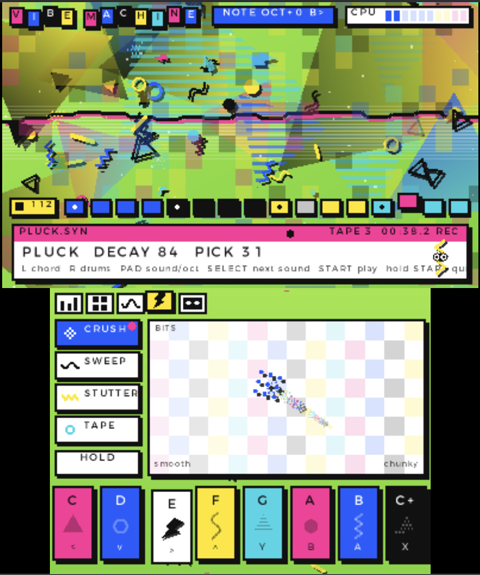 VIBE MACHINE
NOTE OCT+0 B>
CPU
112
PLUCK.SYN
TAPE 3 00:38.2 REC
PLUCK DECAY 84 PICK 31
L chord R drums PAD sound/oct SELECT next sound START play hold START qu
CRUSH
BITS
SWEEP
STUTTER
TAPE
HOLD
smooth
chunky
C D E F G A B C+
< v > ^ Y B A X